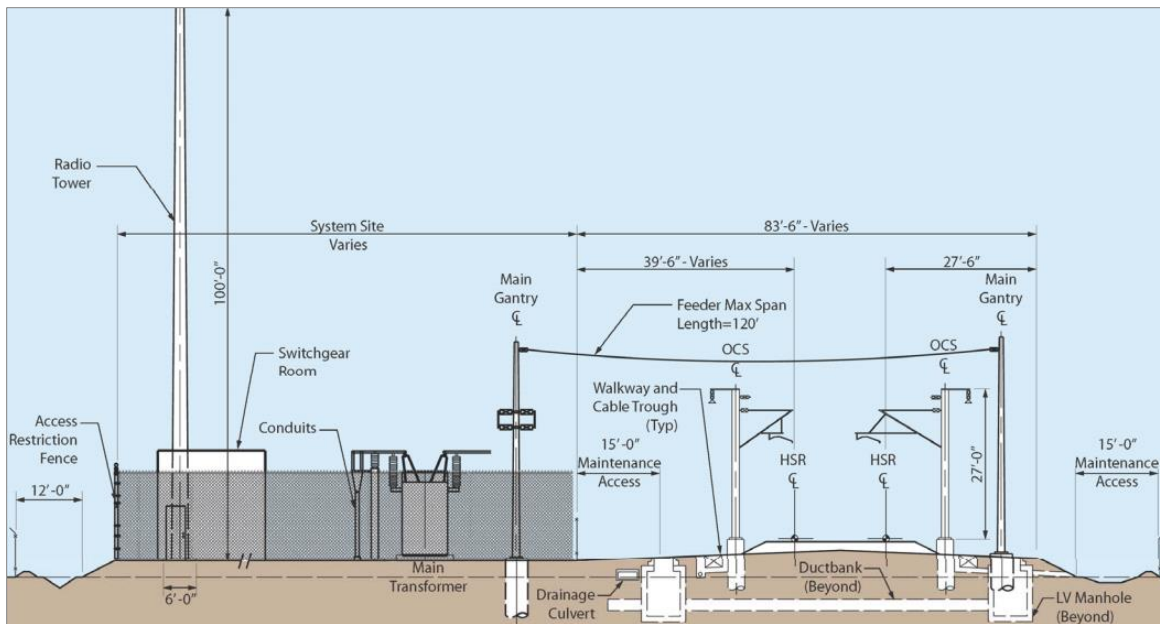 Radio
Tower
100'-0"
System Site
Varies
83'-6" - Varies
39'-6" - Varies
27'-6"
Main
Gantry
℄
Feeder Max Span
Length=120'
Main
Gantry
℄
OCS
℄
OCS
℄
Switchgear
Room
Walkway and
Cable Trough
(Typ)
Access
Restriction
Fence
Conduits
15'-0"
Maintenance
Access
HSR
℄
HSR
℄
27'-0"
15'-0"
Maintenance
Access
12'-0"
6'-0"
Main
Transformer
Drainage
Culvert
Ductbank
(Beyond)
LV Manhole
(Beyond)